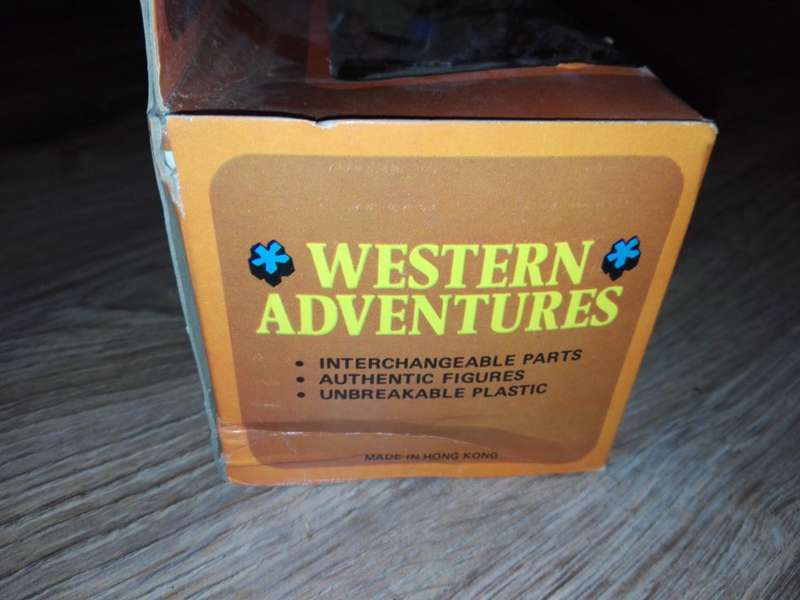 WESTERN
ADVENTURES
• INTERCHANGEABLE PARTS
• AUTHENTIC FIGURES
• UNBREAKABLE PLASTIC
MADE IN HONG KONG